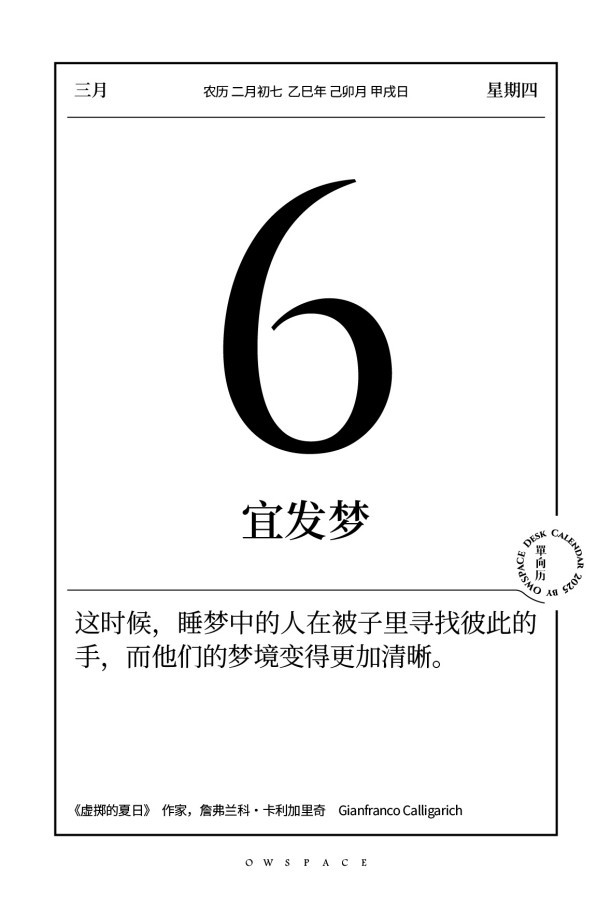 三月
农历 二月初七 乙巳年 己卯月 甲戌日
星期四
6
宜发梦
單向历
OWSPACE DESK CALENDAR 2025 BY
这时候，睡梦中的人在被子里寻找彼此的
手，而他们的梦境变得更加清晰。
《虚掷的夏日》 作家，詹弗兰科·卡利加里奇 Gianfranco Calligarich
OWSPACE